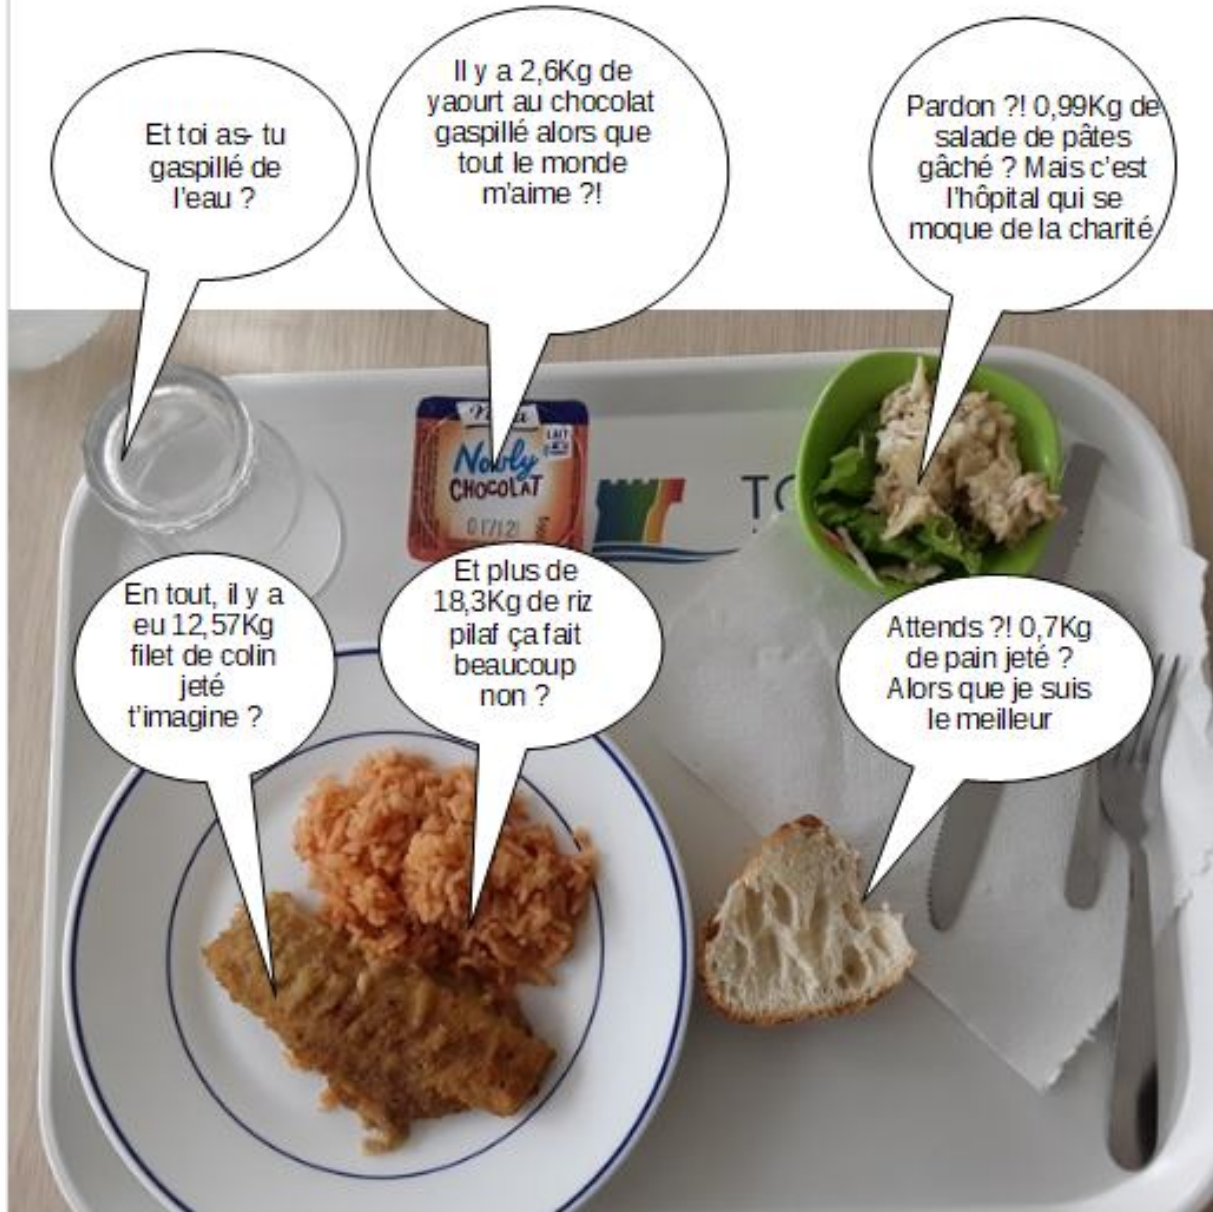 Et toi as- tu
gaspillé de
l'eau ?
Il y a 2,6Kg de
yaourt au chocolat
gaspillé alors que
tout le monde
m'aime ?!
Pardon ?! 0,99Kg de
salade de pâtes
gâché ? Mais c'est
l'hôpital qui se
moque de la charité
LAIT
CHOCOLAT
En tout, il y a
eu 12,57Kg
filet de colin
jeté
t'imagine ?
Et plus de
18,3Kg de riz
pilaf ça fait
beaucoup
non ?
Attends ?! 0,7Kg
de pain jeté ?
Alors que je suis
le meilleur